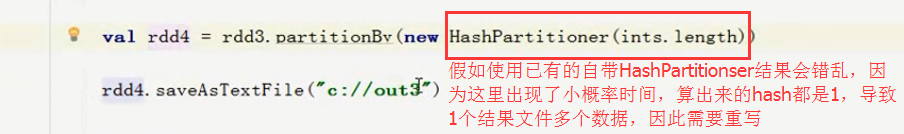 val rdd4 = rdd3.partitionBy(new HashPartitioner(ints.length))
rdd4.saveAsTextFile("c://out3")
假如使用已有的自带HashPartitionser结果会错乱，因
为这里出现了小概率时间，算出来的hash都是1，导致
1个结果文件多个数据，因此需要重写